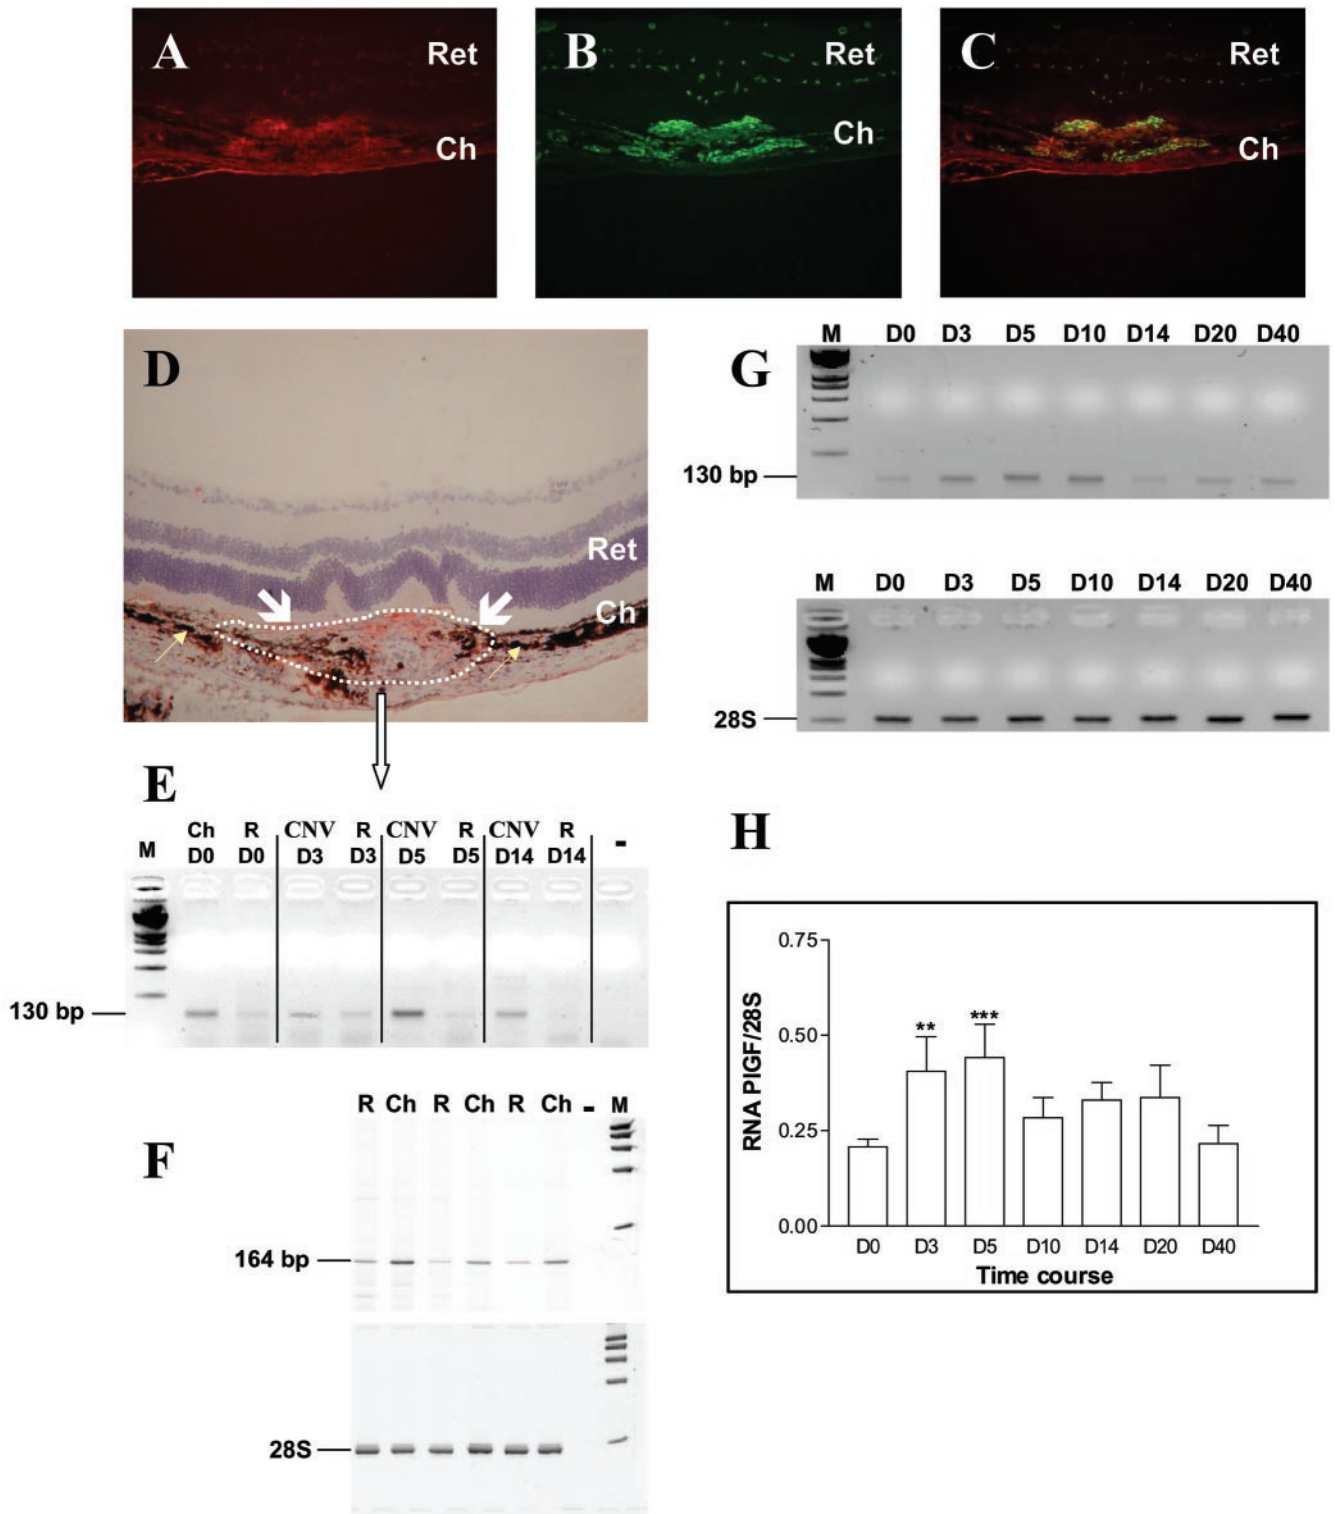 A Ret Ch
B Ret Ch
C Ret Ch
D Ret Ch
G
M D0 D3 D5 D10 D14 D20 D40
130 bp
M D0 D3 D5 D10 D14 D20 D40
28S
E
M Ch D0 R D0 CNV D3 R D3 CNV D5 R D5 CNV D14 R D14 -
130 bp
F
R Ch R Ch R Ch - M
164 bp
28S
H
RNA PlGF/28S
0.75
0.50
0.25
0.00
** ***
D0 D3 D5 D10 D14 D20 D40
Time course